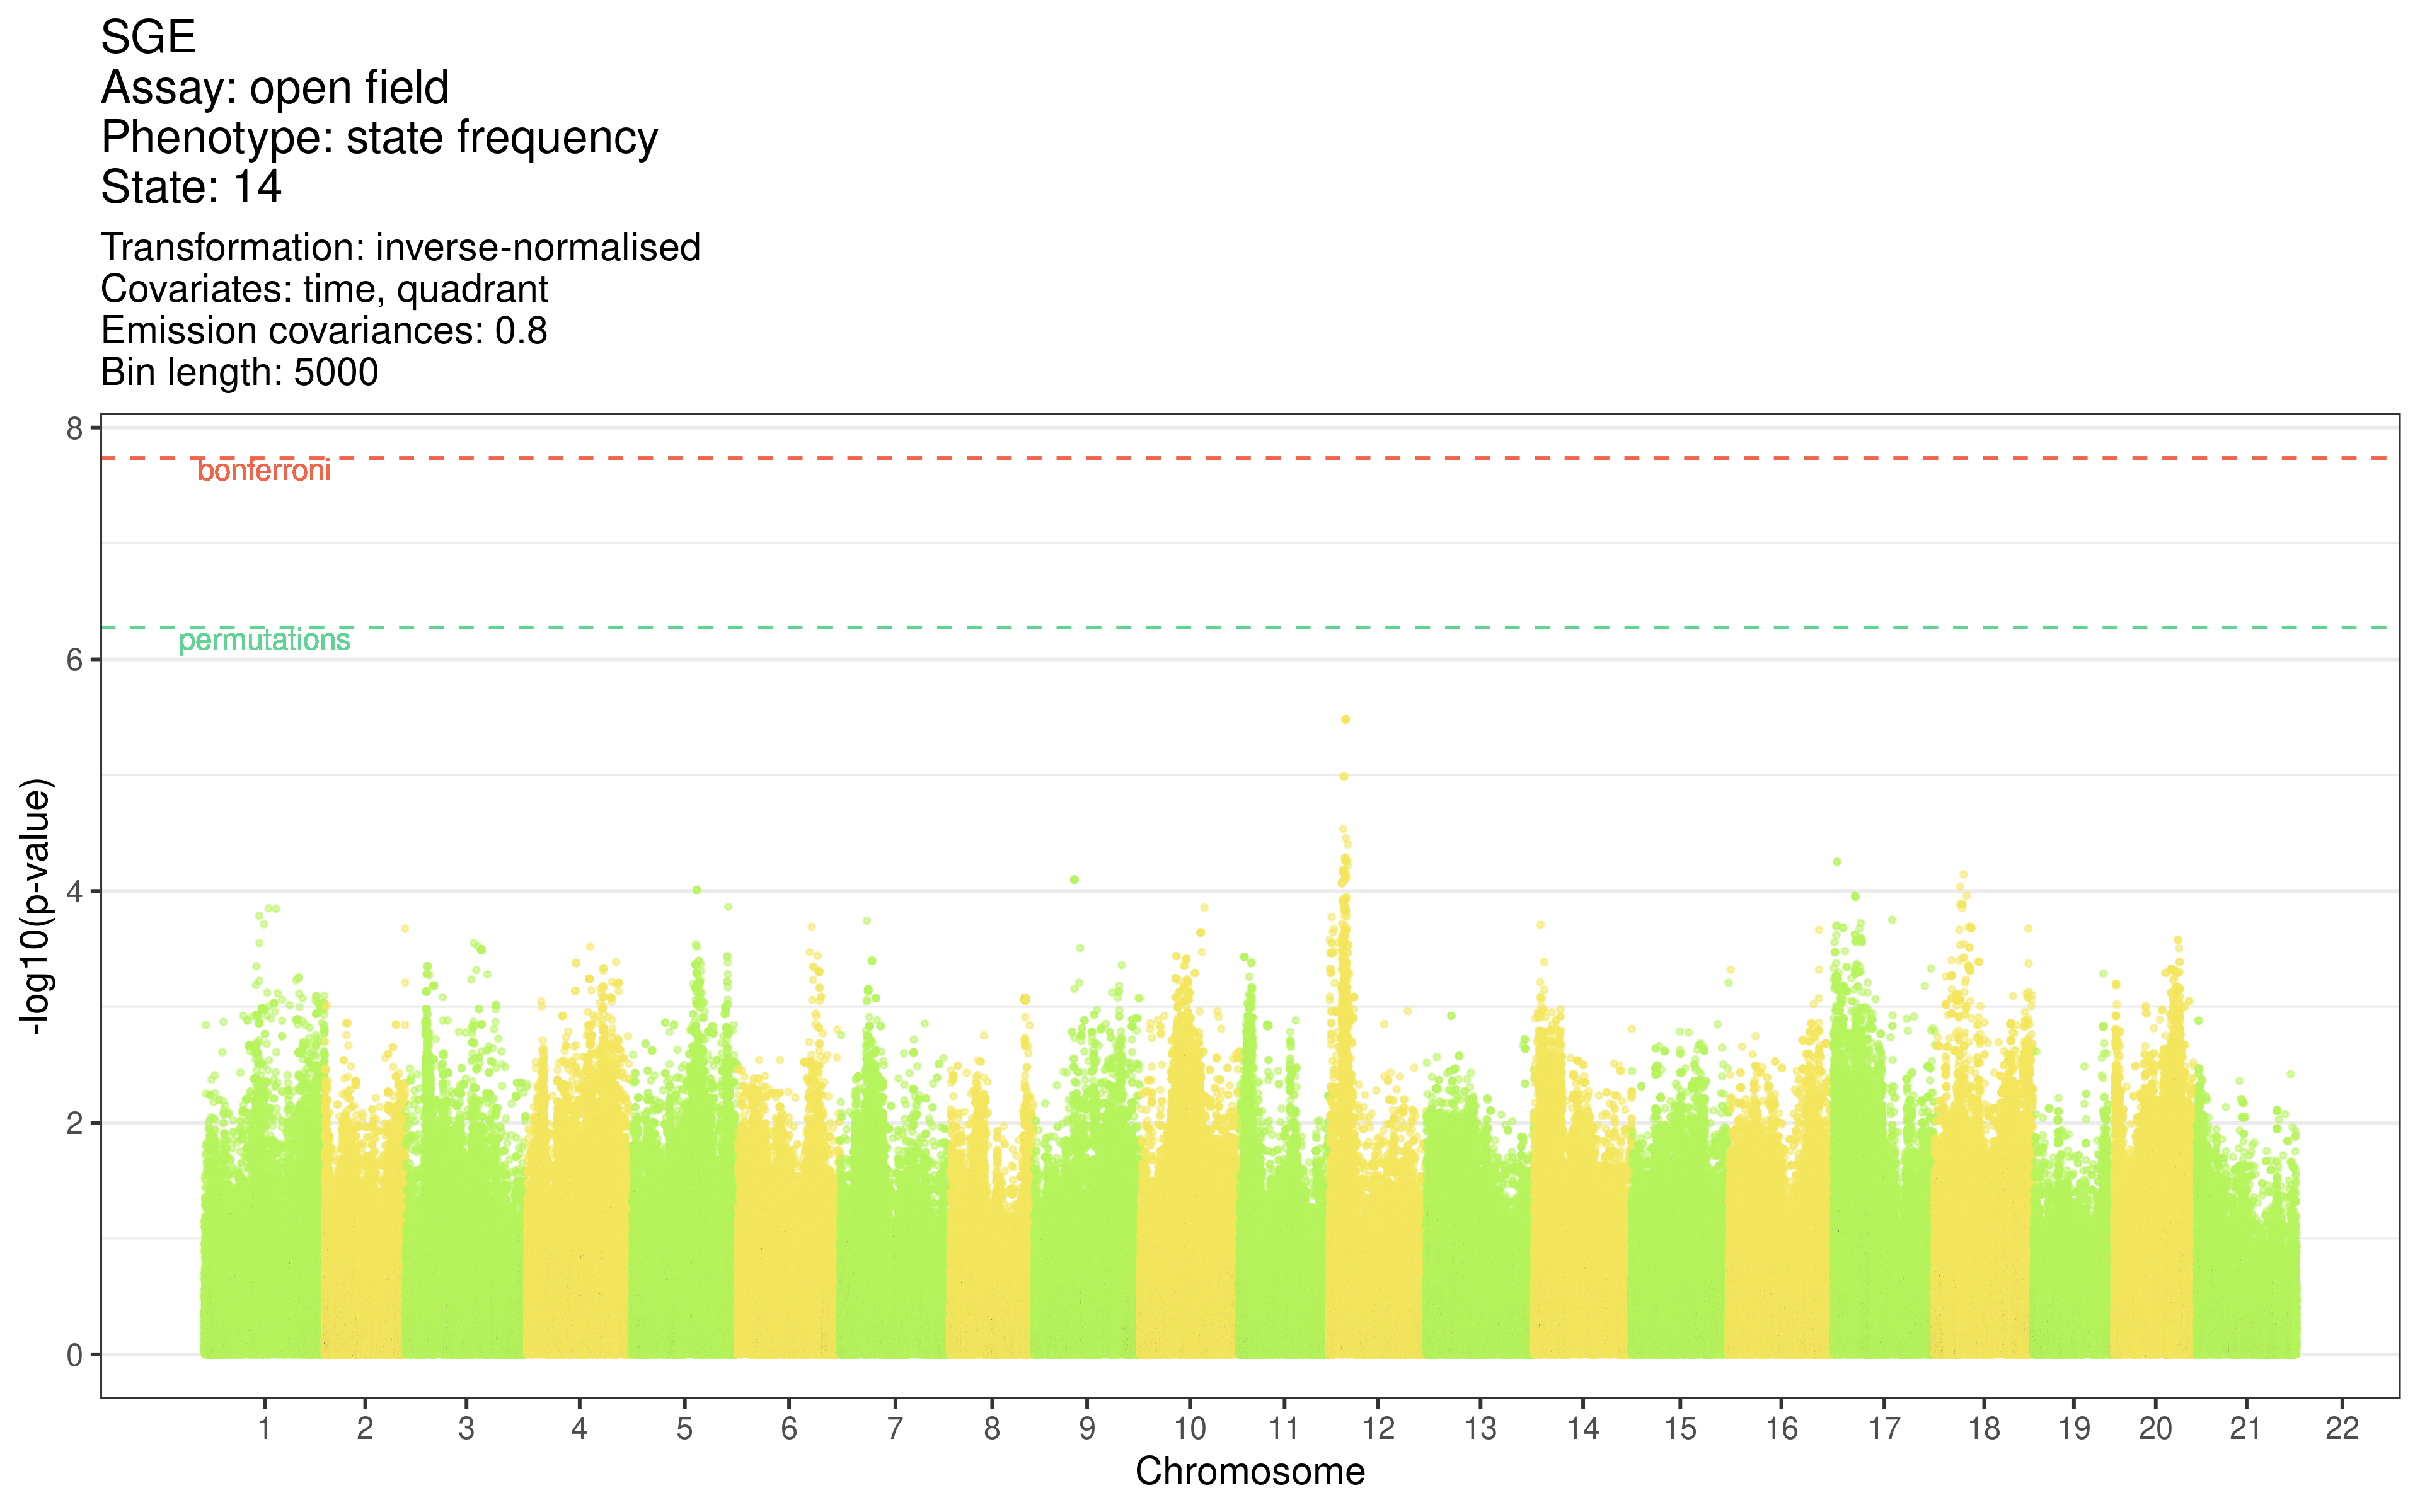 SGE
Assay: open field
Phenotype: state frequency
State: 14
Transformation: inverse-normalised
Covariates: time, quadrant
Emission covariances: 0.8
Bin length: 5000
8
bonferroni
permutations
6
4
2
0
-log10(p-value)
1 2 3 4 5 6 7 8 9 10 11 12 13 14 15 16 17 18 19 20 21 22
Chromosome